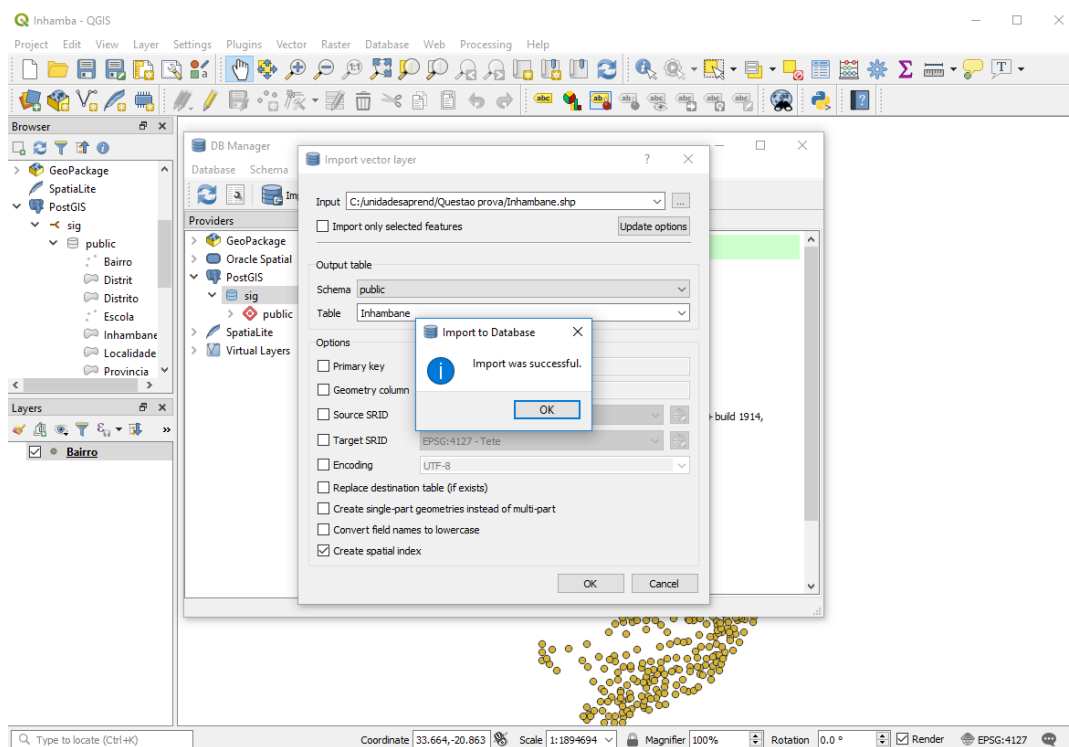 Inhamba - QGIS
Project Edit View Layer Settings Plugins Vector Raster Database Web Processing Help
Browser
GeoPackage
SpatiaLite
PostGIS
sig
public
Bairro
Distrit
Distrito
Escola
Inhambane
Localidade
Provincia
Layers
Bairro
DB Manager
Database Schema
Im
Providers
GeoPackage
Oracle Spatial
PostGIS
sig
public
SpatiaLite
Virtual Layers
build 1914,
Import vector layer
Input C:/unidadesaprend/Questao prova/Inhambane.shp ...
Import only selected features Update options
Output table
Schema public
Table Inhambane
Options
Primary key
Geometry column
Source SRID
Target SRID EPSG:4127 - Tete
Encoding UTF-8
Replace destination table (if exists)
Create single-part geometries instead of multi-part
Convert field names to lowercase
Create spatial index
OK Cancel
Import to Database
Import was successful.
OK
Type to locate (Ctrl+K) Coordinate 33.664,-20.863 Scale 1:1894694 Magnifier 100% Rotation 0.0 ° Render EPSG:4127